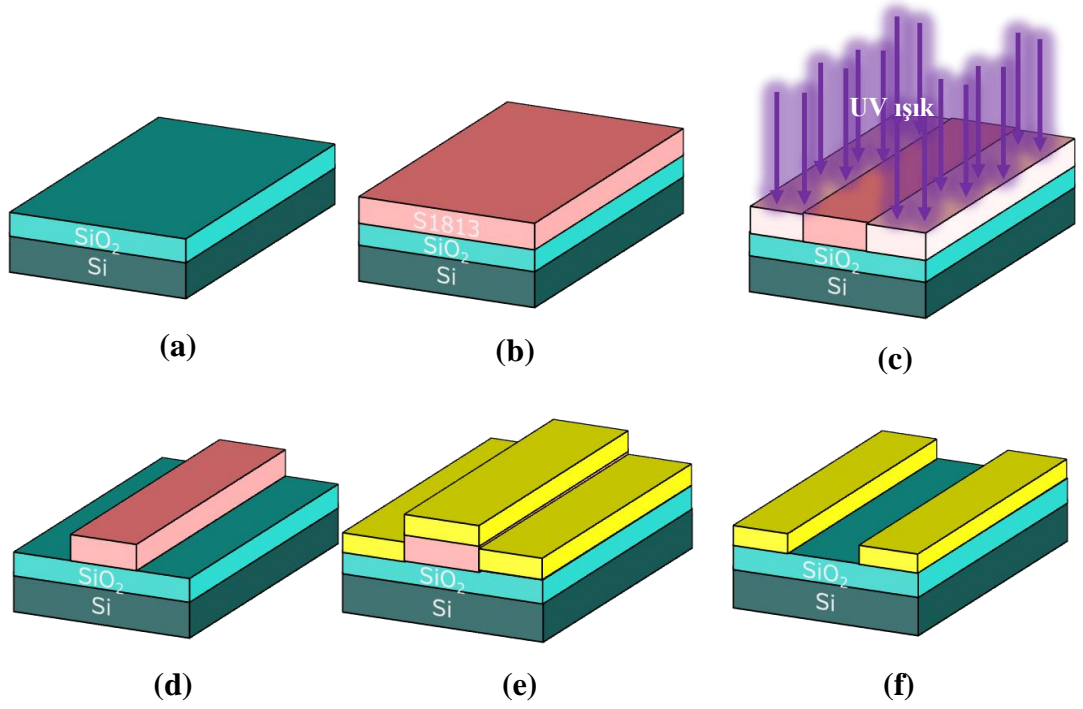 SiO₂
Si
(a)
S1813
SiO₂
Si
(b)
UV ışık
SiO₂
Si
(c)
SiO₂
Si
(d)
SiO₂
Si
(e)
SiO₂
Si
(f)